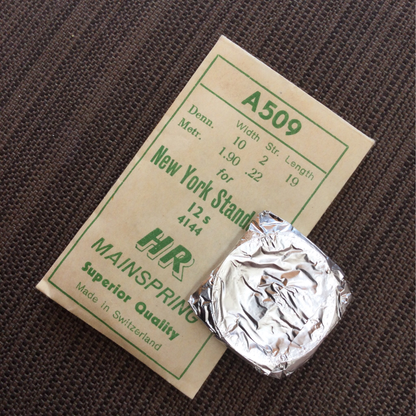 A509
Width Str. Length
Denn. 10 2 19
Metr. 1.90 .22
for
New York Stand
12 s
4144
HR
MAINSPRING
Superior Quality
Made in Switzerland